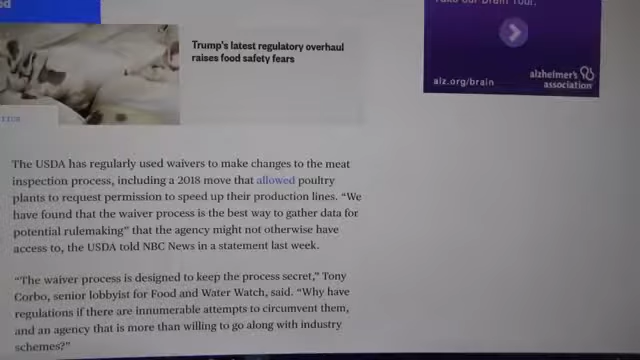 ed
Take our Brain Tour.
Trump's latest regulatory overhaul
raises food safety fears
alz.org/brain
alzheimer's
association
The USDA has regularly used waivers to make changes to the meat
inspection process, including a 2018 move that allowed poultry
plants to request permission to speed up their production lines. “We
have found that the waiver process is the best way to gather data for
potential rulemaking” that the agency might not otherwise have
access to, the USDA told NBC News in a statement last week.
“The waiver process is designed to keep the process secret,” Tony
Corbo, senior lobbyist for Food and Water Watch, said. “Why have
regulations if there are innumerable attempts to circumvent them,
and an agency that is more than willing to go along with industry
schemes?”